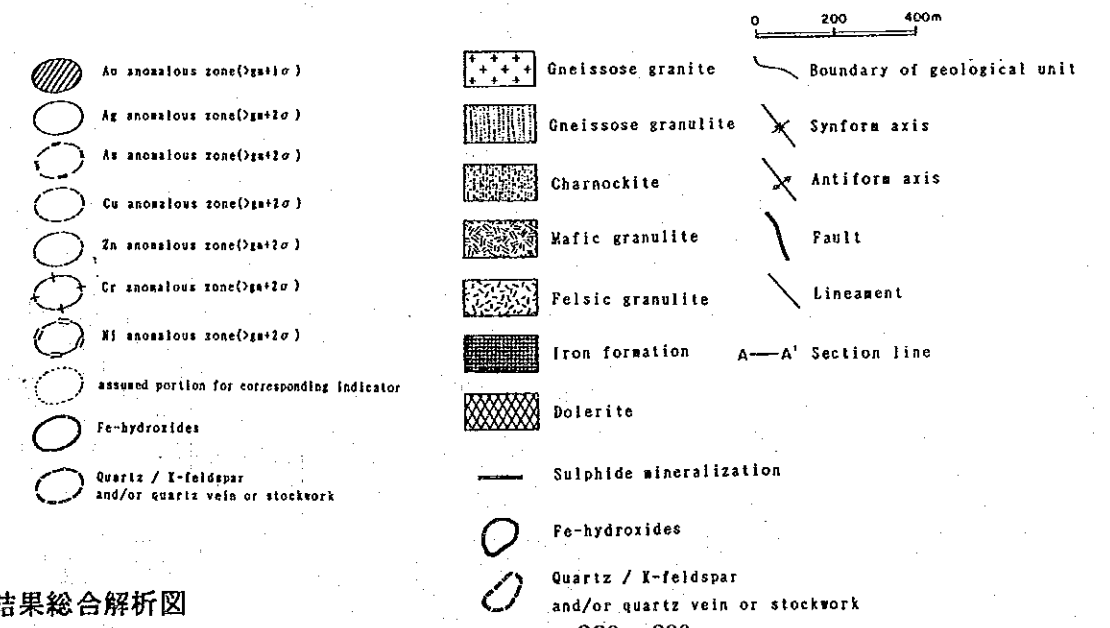 0 200 400m
Au anomalous zone(>gm+1σ)
Ag anomalous zone(>gm+2σ)
As anomalous zone(>gm+2σ)
Cu anomalous zone(>gm+2σ)
Zn anomalous zone(>gm+2σ)
Cr anomalous zone(>gm+2σ)
Ni anomalous zone(>gm+2σ)
assumed portion for corresponding indicator
Fe-hydroxides
Quartz / K-feldspar
and/or quartz vein or stockwork
Gneissose granite
Gneissose granulite
Charnockite
Mafic granulite
Felsic granulite
Iron formation
Dolerite
Sulphide mineralization
Fe-hydroxides
Quartz / K-feldspar
and/or quartz vein or stockwork
Boundary of geological unit
Synform axis
Antiform axis
Fault
Lineament
A—A' Section line
結果総合解析図